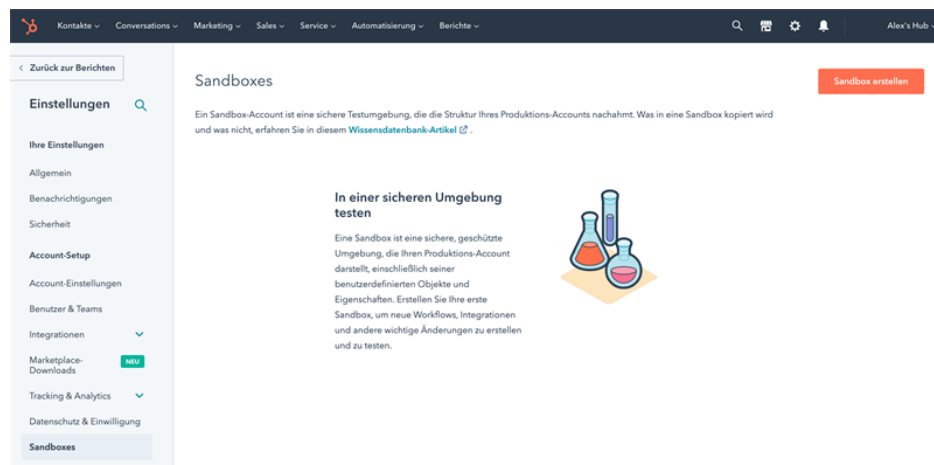 Kontakte Conversations Marketing Sales Service Automatisierung Berichte Alex's Hub
Zurück zur Berichten
Einstellungen
Ihre Einstellungen
Allgemein
Benachrichtigungen
Sicherheit
Account-Setup
Account-Einstellungen
Benutzer & Teams
Integrationen
Marketplace-
Downloads
NEU
Tracking & Analytics
Datenschutz & Einwilligung
Sandboxes
Sandboxes
Sandbox erstellen
Ein Sandbox-Account ist eine sichere Testumgebung, die die Struktur Ihres Produktions-Accounts nachahmt. Was in eine Sandbox kopiert wird
und was nicht, erfahren Sie in diesem Wissensdatenbank-Artikel .
In einer sicheren Umgebung
testen
Eine Sandbox ist eine sichere, geschützte
Umgebung, die Ihren Produktions-Account
darstellt, einschließlich seiner
benutzerdefinierten Objekte und
Eigenschaften. Erstellen Sie Ihre erste
Sandbox, um neue Workflows, Integrationen
und andere wichtige Änderungen zu erstellen
und zu testen.